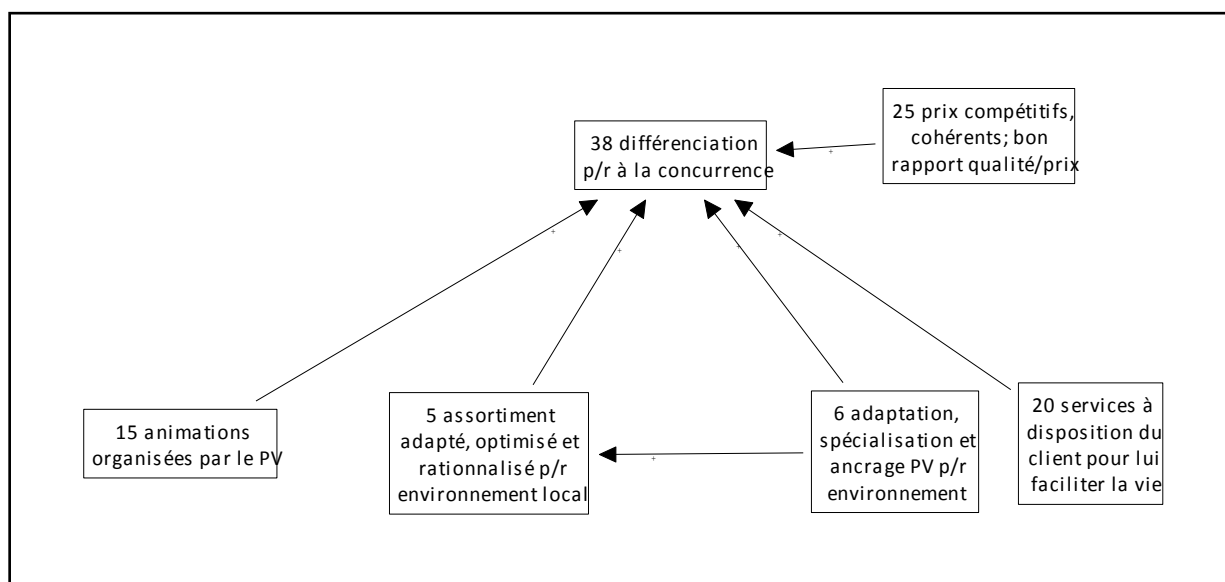 25 prix compétitifs,
cohérents; bon
rapport qualité/prix
38 différenciation
p/r à la concurrence
+
+
+
+
+
15 animations
organisées par le PV
5 assortiment
adapté, optimisé et
rationnalisé p/r
environnement local
+
6 adaptation,
spécialisation et
ancrage PV p/r
environnement
20 services à
disposition du
client pour lui
faciliter la vie